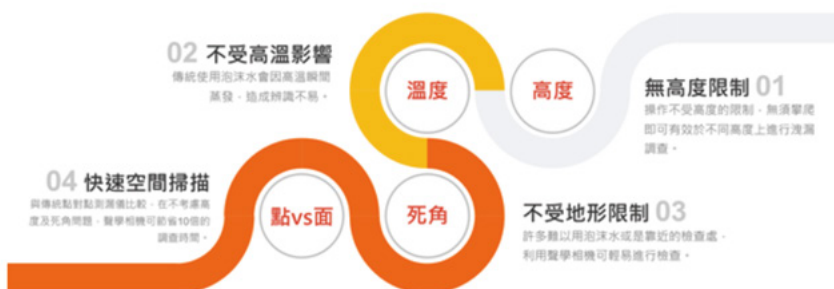 02 不受高溫影響
傳統使用泡沫水會因高溫瞬間
蒸發，造成辨識不易。
溫度
高度
無高度限制 01
操作不受高度的限制，無須攀爬
即可有效於不同高度上進行洩漏
調查。
04 快速空間掃描
與傳統點對點測漏儀比較，在不考慮高
度及死角問題，聲學相機可節省10倍的
調查時間。
點vs面
死角
不受地形限制 03
許多難以用泡沫水或是靠近的檢查處，
利用聲學相機可輕易進行檢查。